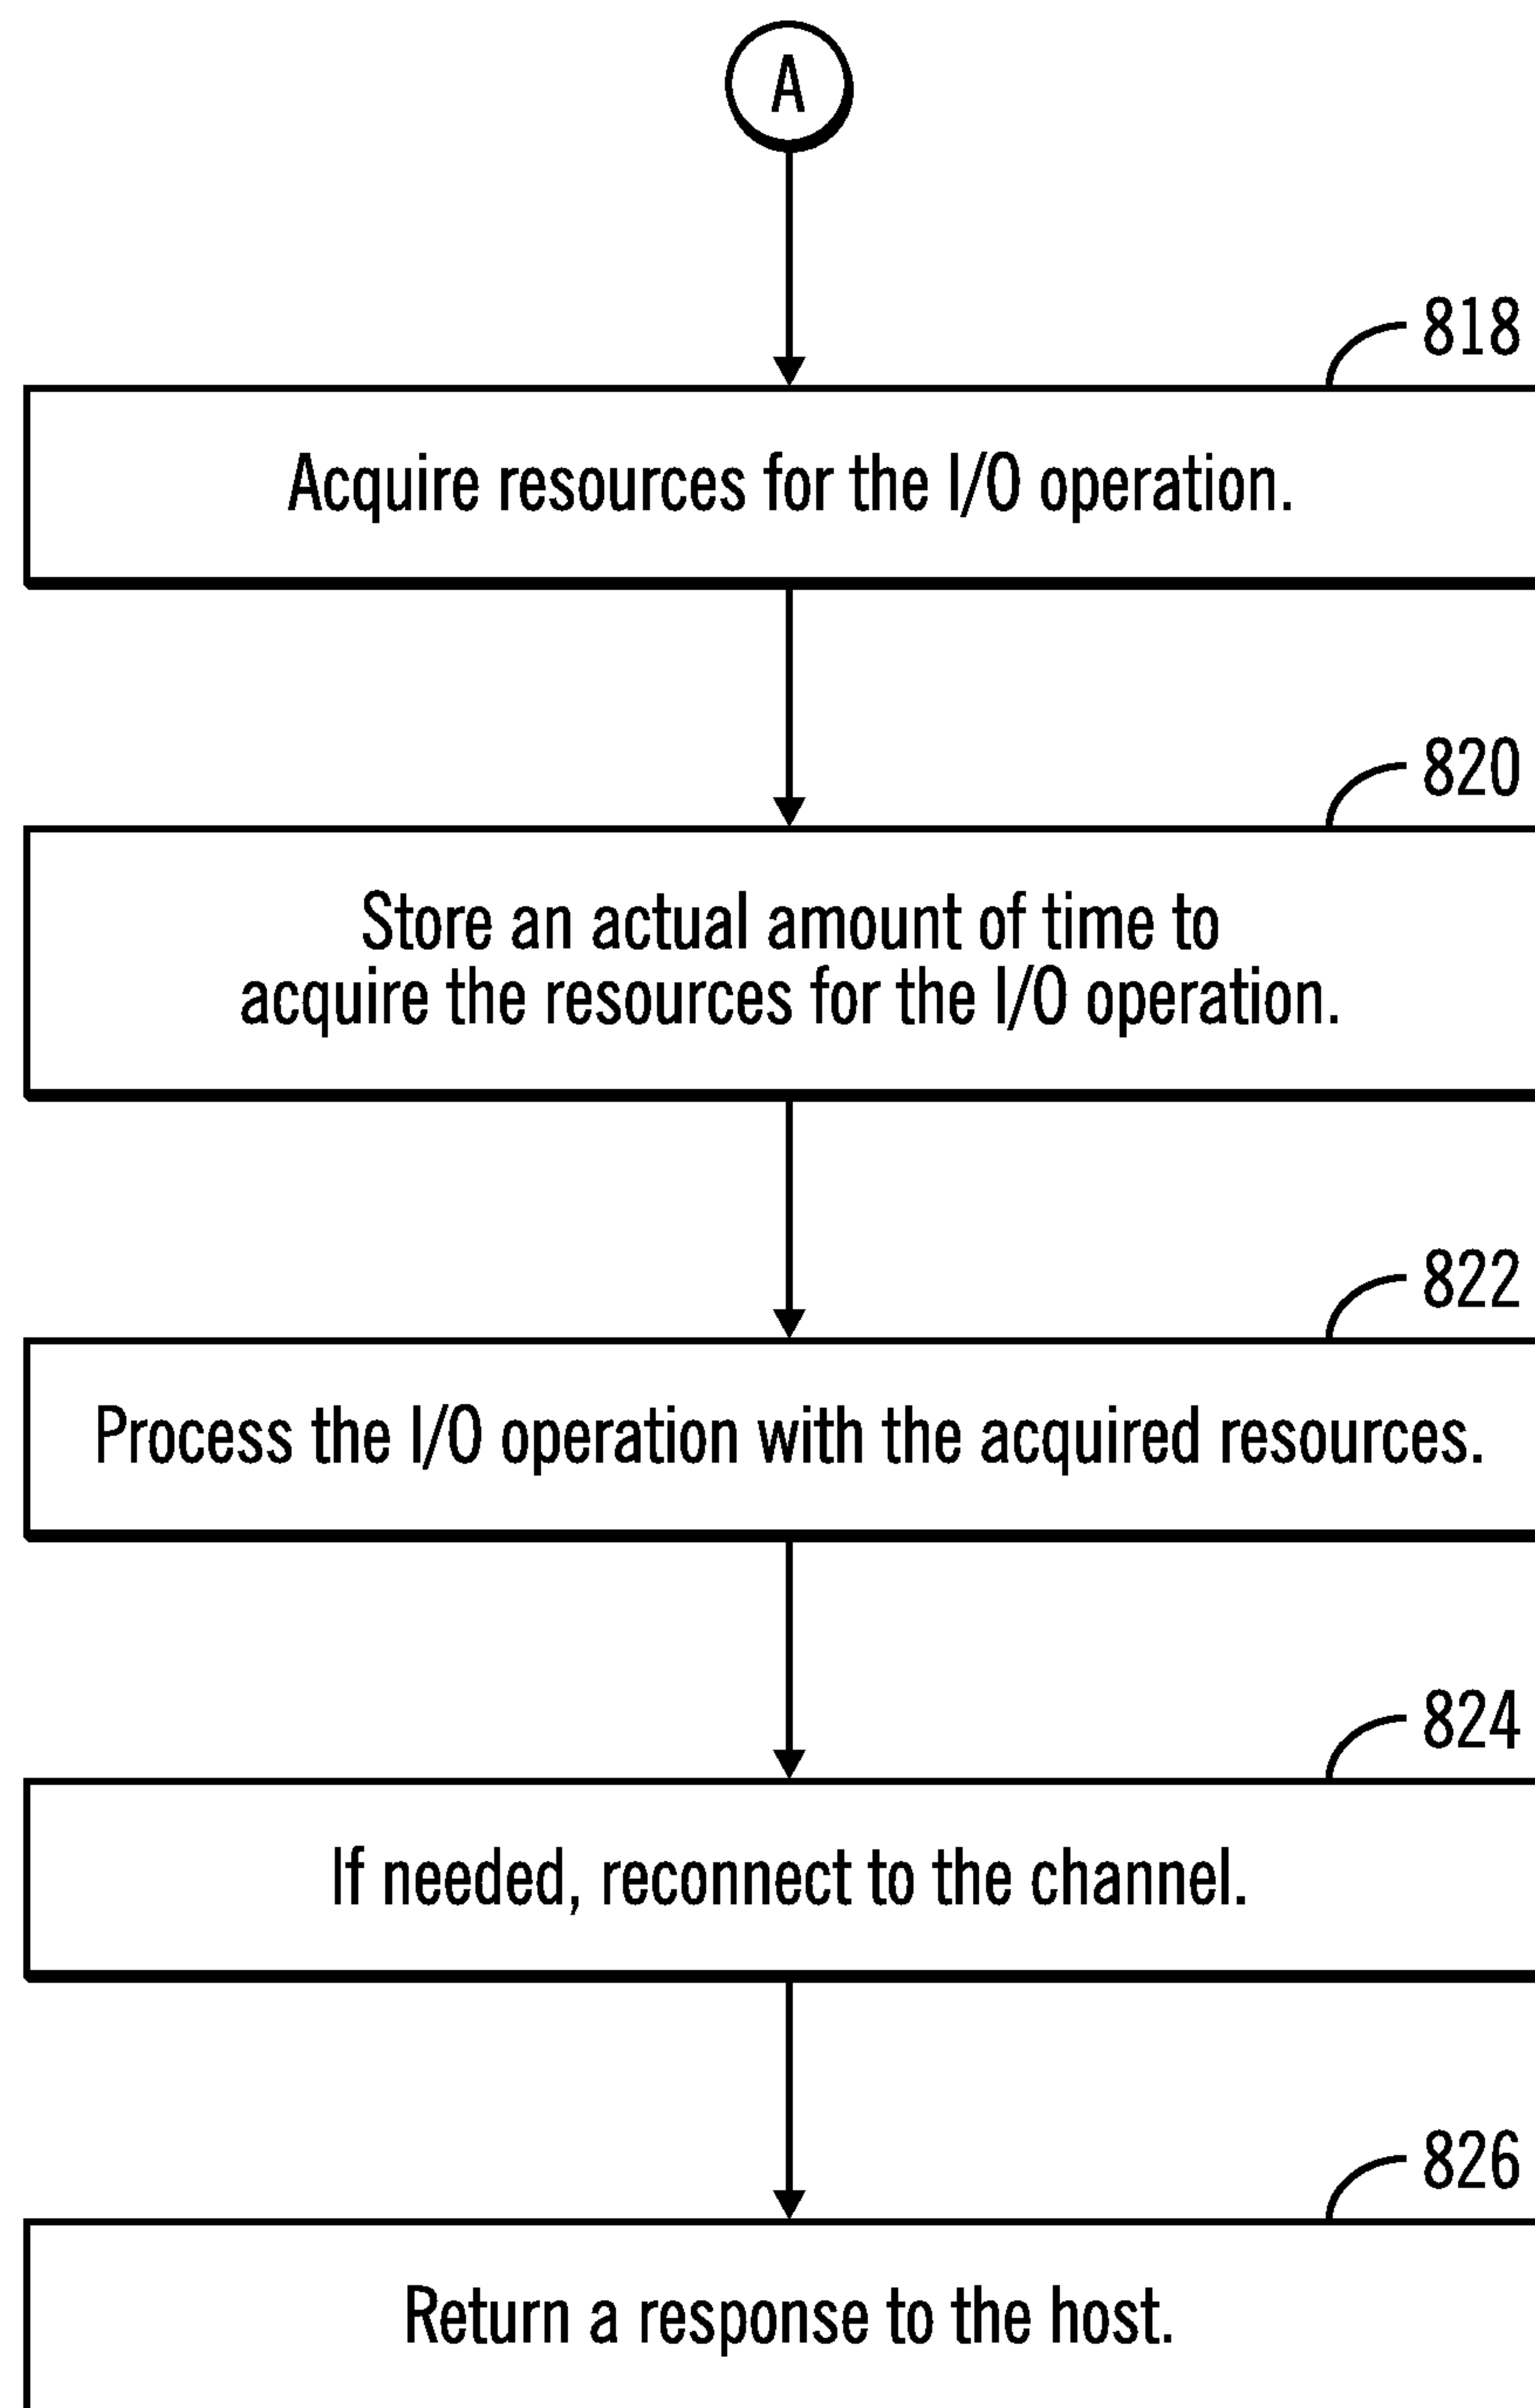 A
818
Acquire resources for the I/O operation.
820
Store an actual amount of time to
acquire the resources for the I/O operation.
822
Process the I/O operation with the acquired resources.
824
If needed, reconnect to the channel.
826
Return a response to the host.